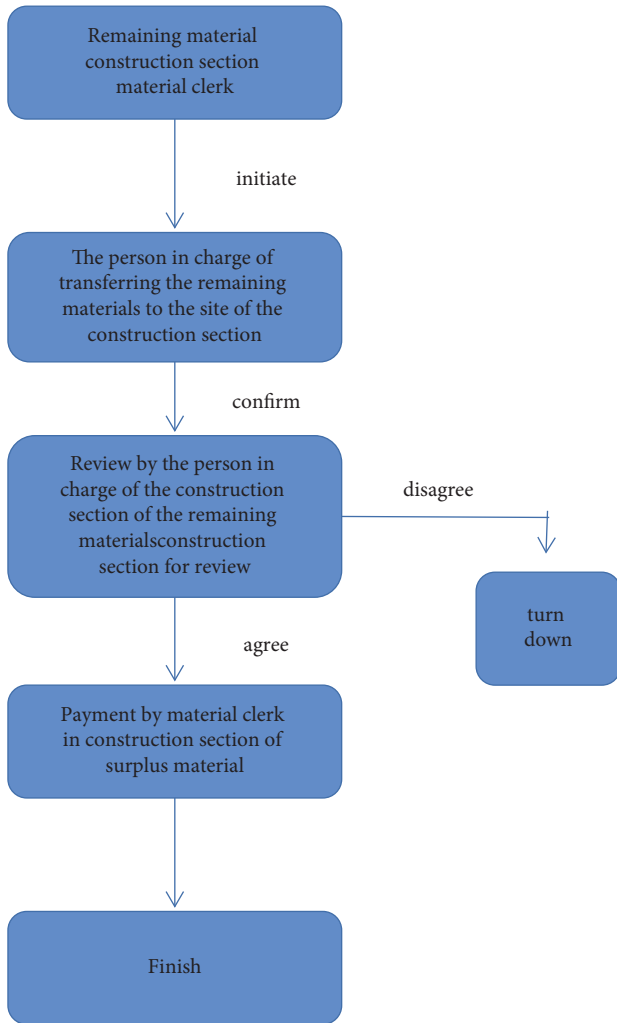 Remaining material
construction section
material clerk
initiate
The person in charge of
transferring the remaining
materials to the site of the
construction section
confirm
Review by the person in
charge of the construction
section of the remaining
materialsconstruction
section for review
disagree
turn
down
agree
Payment by material clerk
in construction section of
surplus material
Finish